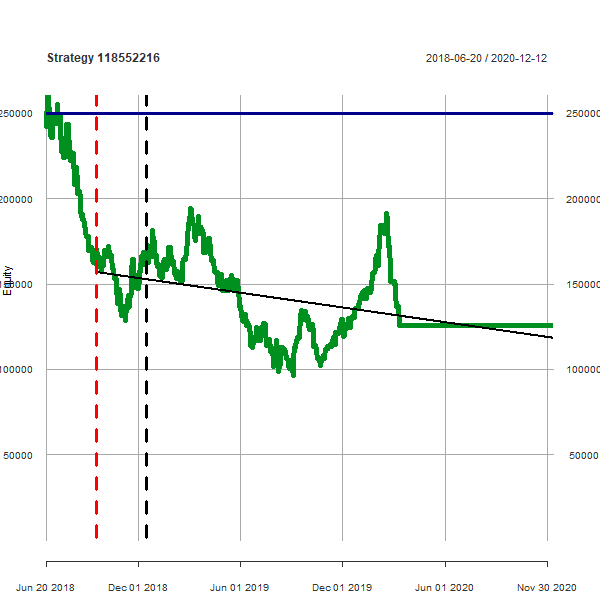 Strategy 118552216
2018-06-20 / 2020-12-12
250000
250000
200000
200000
150000
150000
100000
100000
50000
50000
Equity
Jun 20 2018
Dec 01 2018
Jun 01 2019
Dec 01 2019
Jun 01 2020
Nov 30 2020